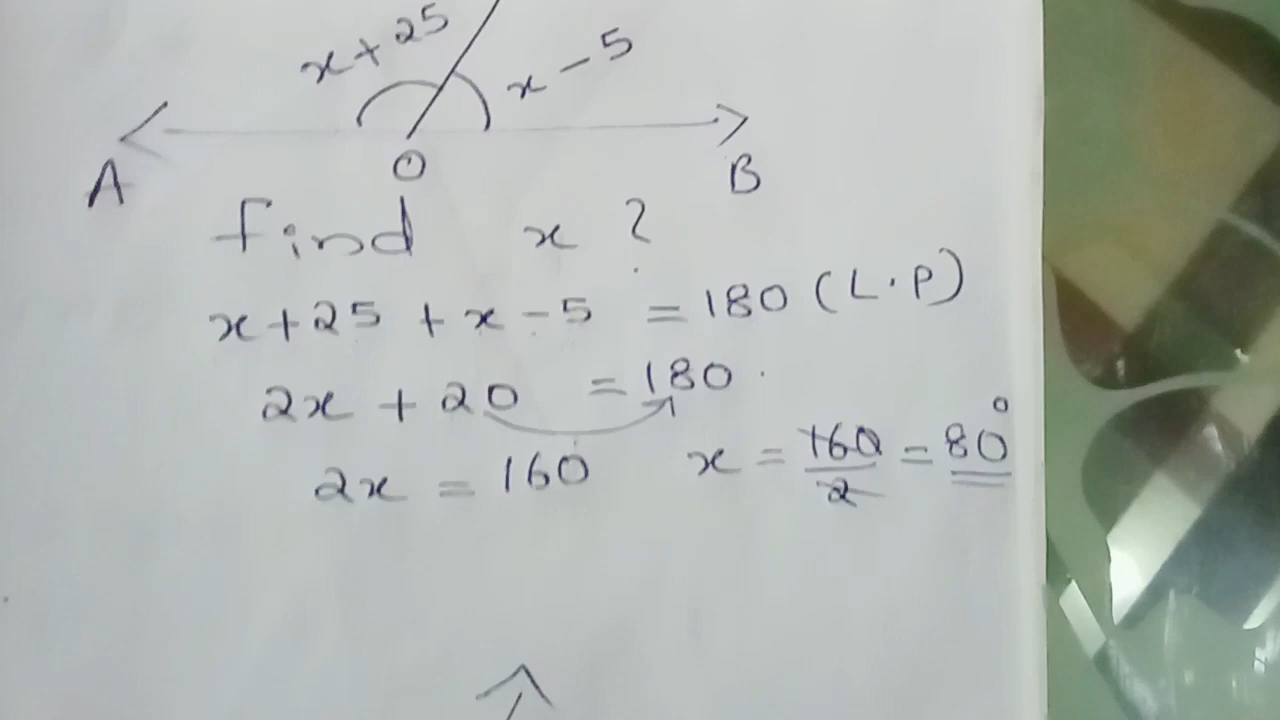 x+25 x-5
A O B
find x ?
x+25 + x-5 = 180 (L.P)
2x + 20 = 180
2x = 160 x = 160/2 = 80°